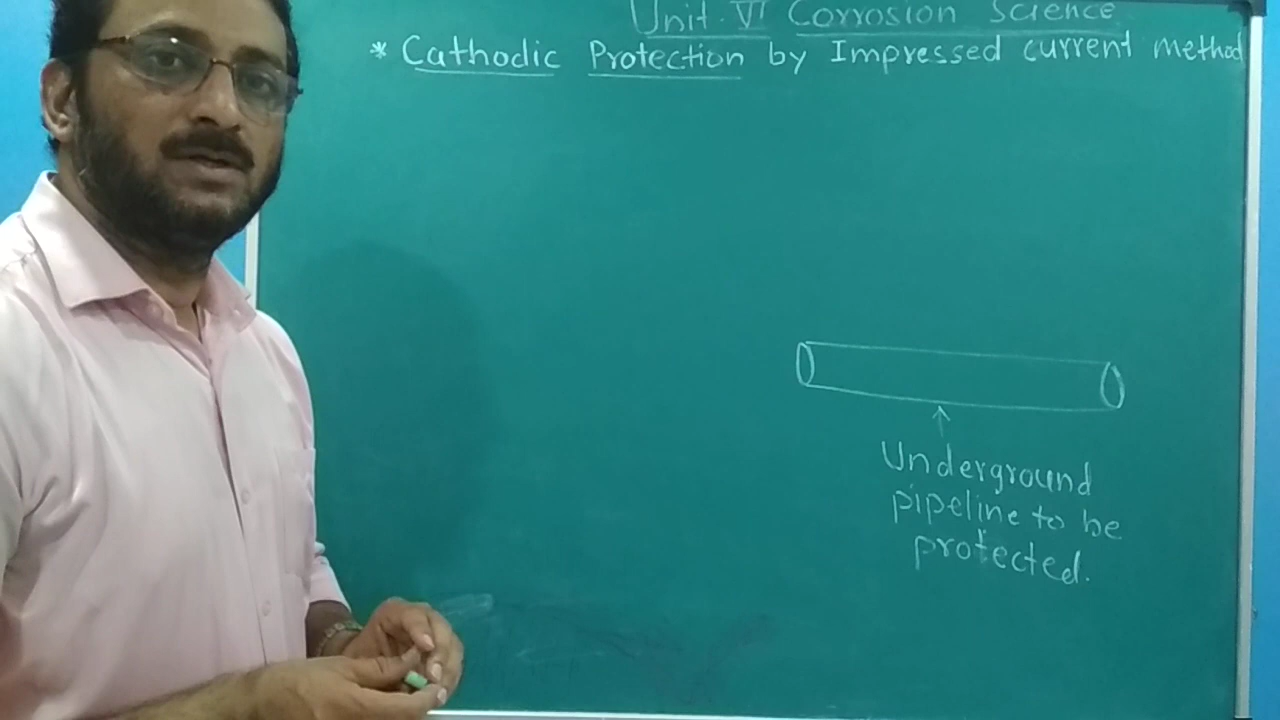 Unit. VI Corrosion Science
* Cathodic Protection by Impressed current method
Underground
pipeline to be
protected.